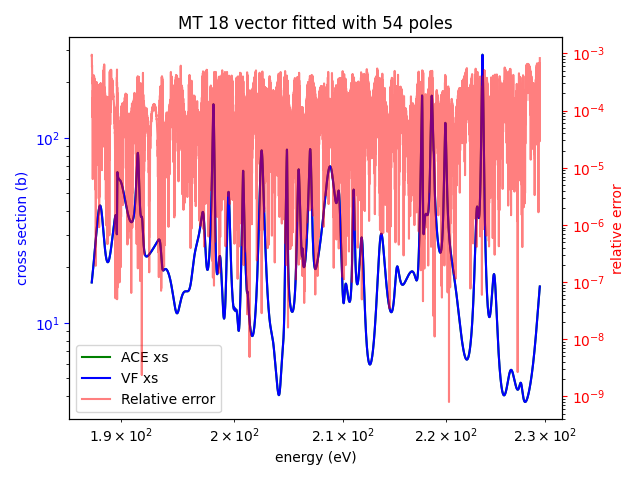 MT 18 vector fitted with 54 poles
10²
10¹
cross section (b)
10⁻³
10⁻⁴
10⁻⁵
10⁻⁶
10⁻⁷
10⁻⁸
10⁻⁹
relative error
ACE xs
VF xs
Relative error
1.9 × 10²
2 × 10²
2.1 × 10²
2.2 × 10²
2.3 × 10²
energy (eV)